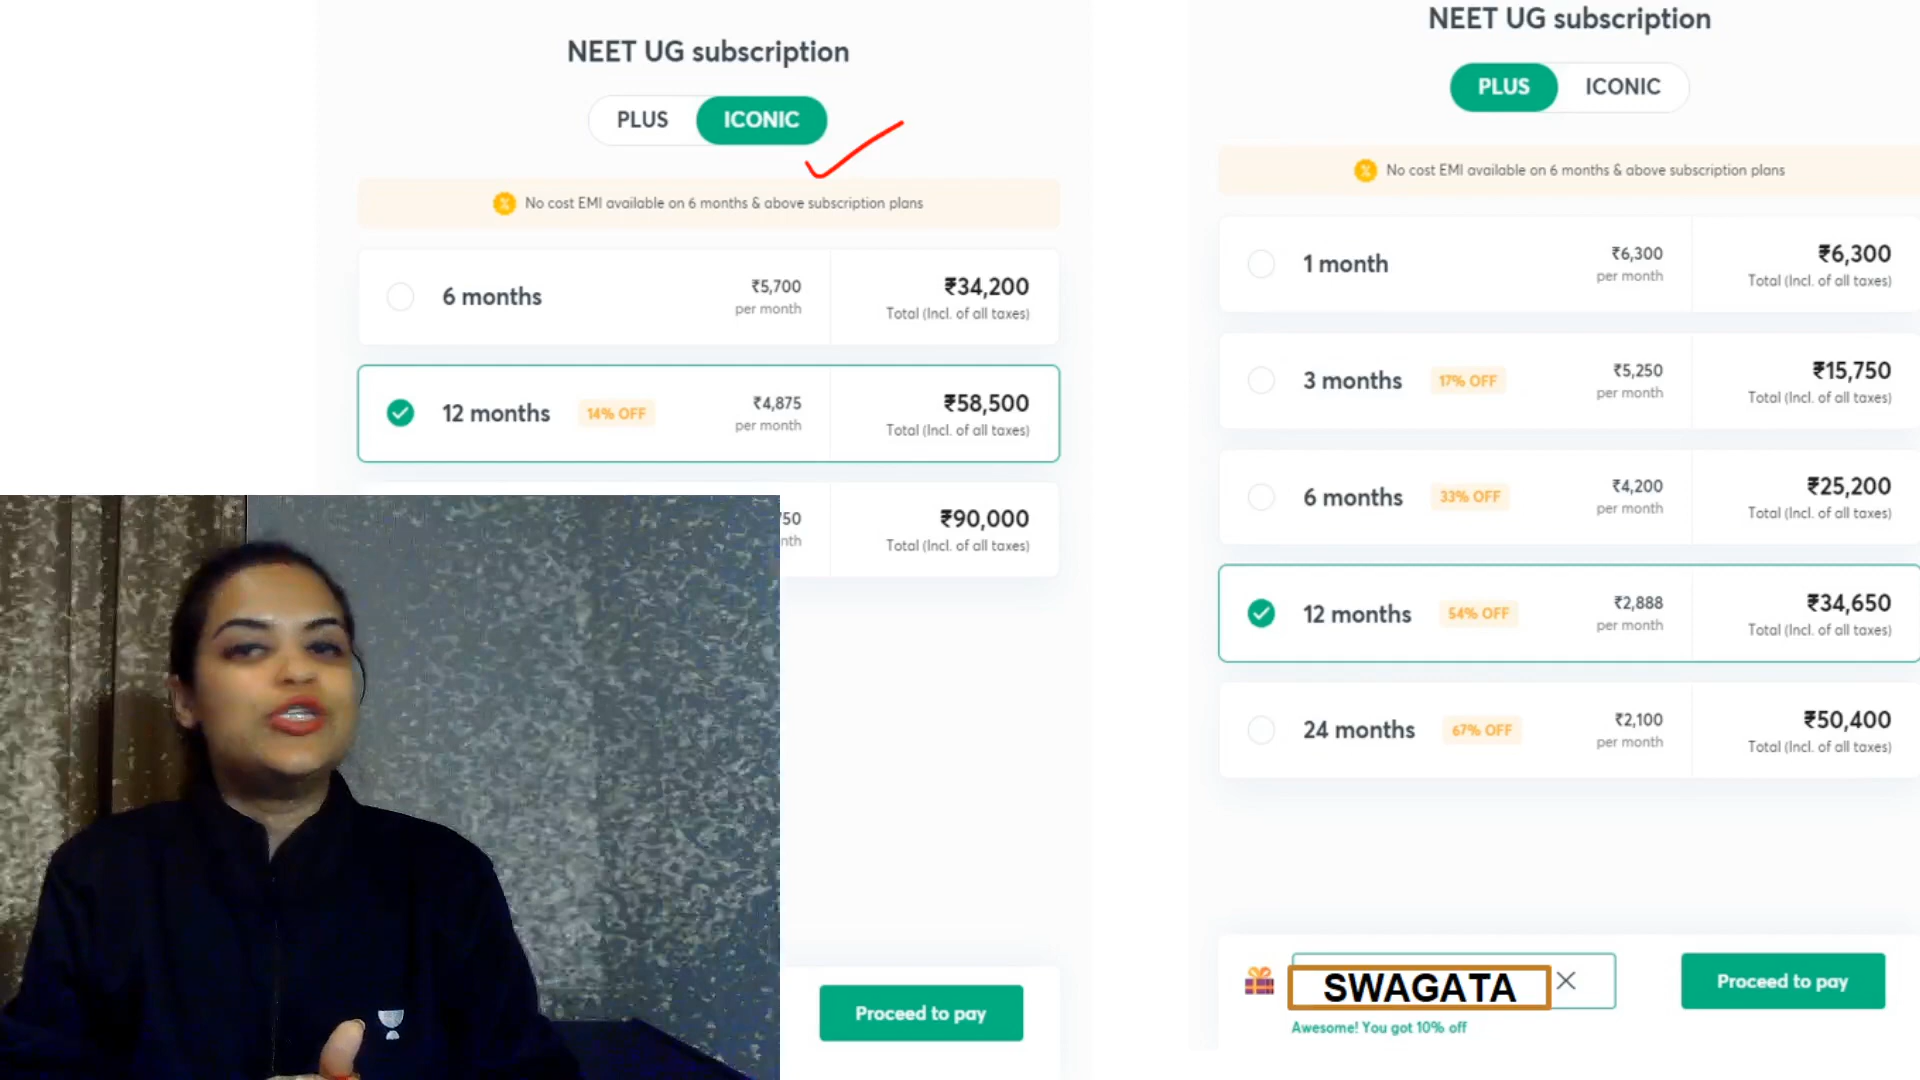 NEET UG subscription
PLUS ICONIC
No cost EMI available on 6 months & above subscription plans
6 months ₹5,700 per month ₹34,200 Total (Incl. of all taxes)
12 months 14% OFF ₹4,875 per month ₹58,500 Total (Incl. of all taxes)
₹90,000 Total (Incl. of all taxes)
Proceed to pay
NEET UG subscription
PLUS ICONIC
No cost EMI available on 6 months & above subscription plans
1 month ₹6,300 per month ₹6,300 Total (Incl. of all taxes)
3 months 17% OFF ₹5,250 per month ₹15,750 Total (Incl. of all taxes)
6 months 33% OFF ₹4,200 per month ₹25,200 Total (Incl. of all taxes)
12 months 54% OFF ₹2,888 per month ₹34,650 Total (Incl. of all taxes)
24 months 67% OFF ₹2,100 per month ₹50,400 Total (Incl. of all taxes)
SWAGATA
Proceed to pay
Awesome! You got 10% off